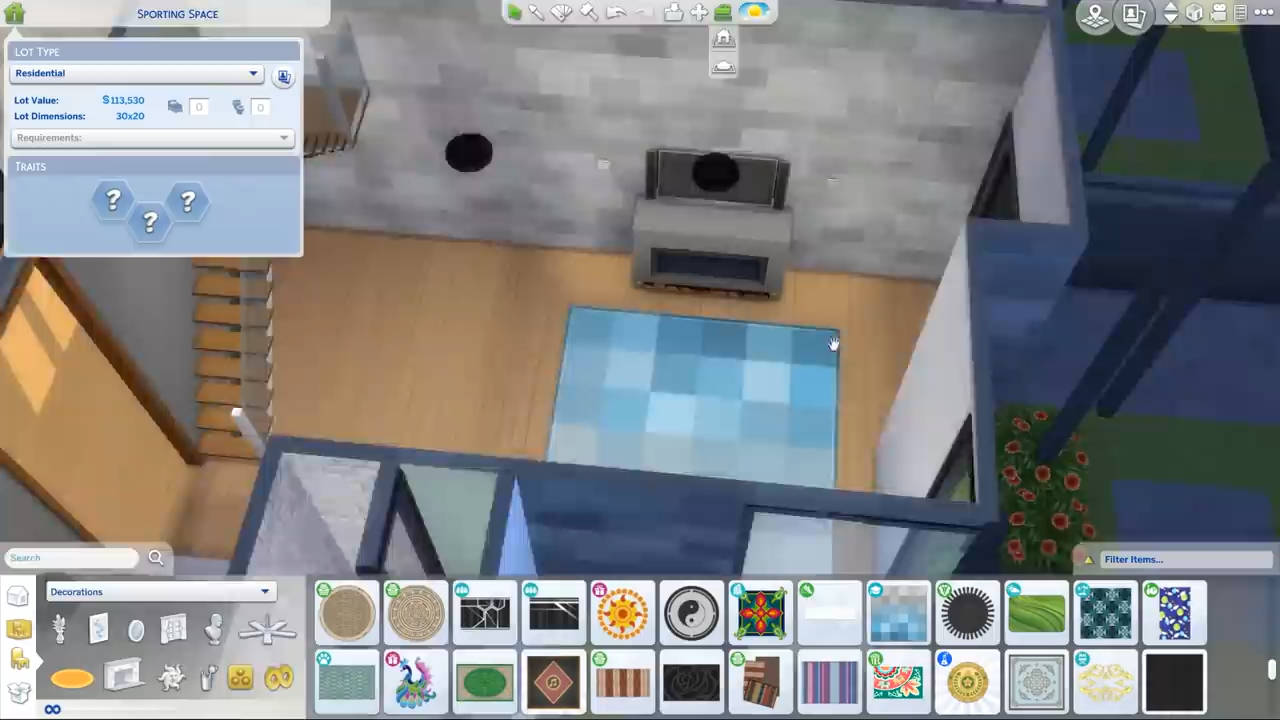 SPORTING SPACE
LOT TYPE
Residential
Lot Value: §113,530 0 0
Lot Dimensions: 30x20
Requirements:
TRAITS
? ? ?
Search
Filter Items...
Decorations